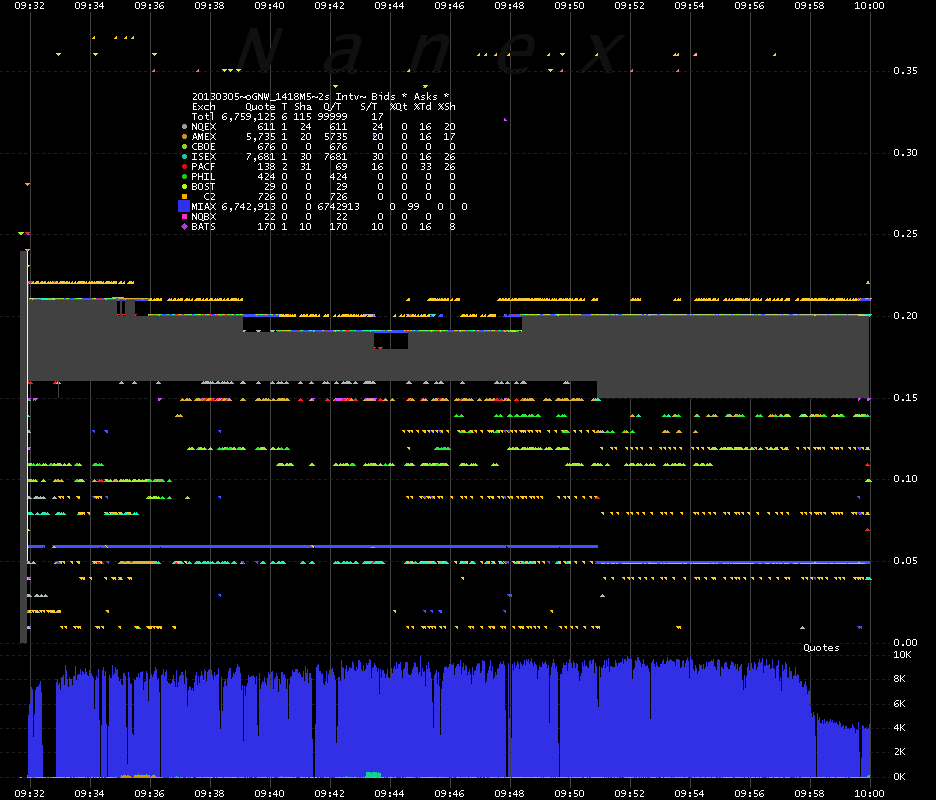 09:32 09:34 09:36 09:38 09:40 09:42 09:44 09:46 09:48 09:50 09:52 09:54 09:56 09:58 10:00
Nanex
0.35
20130305~oGNW_1418M5~2s Intv~ Bids * Asks *
Exch Quote T Sha Q/T S/T %Qt %Td %Sh
Totl 6,759,125 6 115 99999 17
NQEX 611 1 24 611 24 0 16 20
AMEX 5,735 1 20 5735 20 0 16 17
CBOE 676 0 0 676 0 0 0 0
0.30
ISEX 7,681 1 30 7681 30 0 16 26
PACF 138 2 31 69 16 0 33 26
PHIL 424 0 0 424 0 0 0 0
BOST 29 0 0 29 0 0 0 0
C2 726 0 0 726 0 0 0 0
MIAX 6,742,913 0 0 6742913 0 99 0 0
NOBX 22 0 0 22 0 0 0 0
BATS 170 1 10 170 10 0 16 8
0.25
0.20
0.15
0.10
0.05
0.00
Quotes
10K
8K
6K
4K
2K
0K
09:32 09:34 09:36 09:38 09:40 09:42 09:44 09:46 09:48 09:50 09:52 09:54 09:56 09:58 10:00